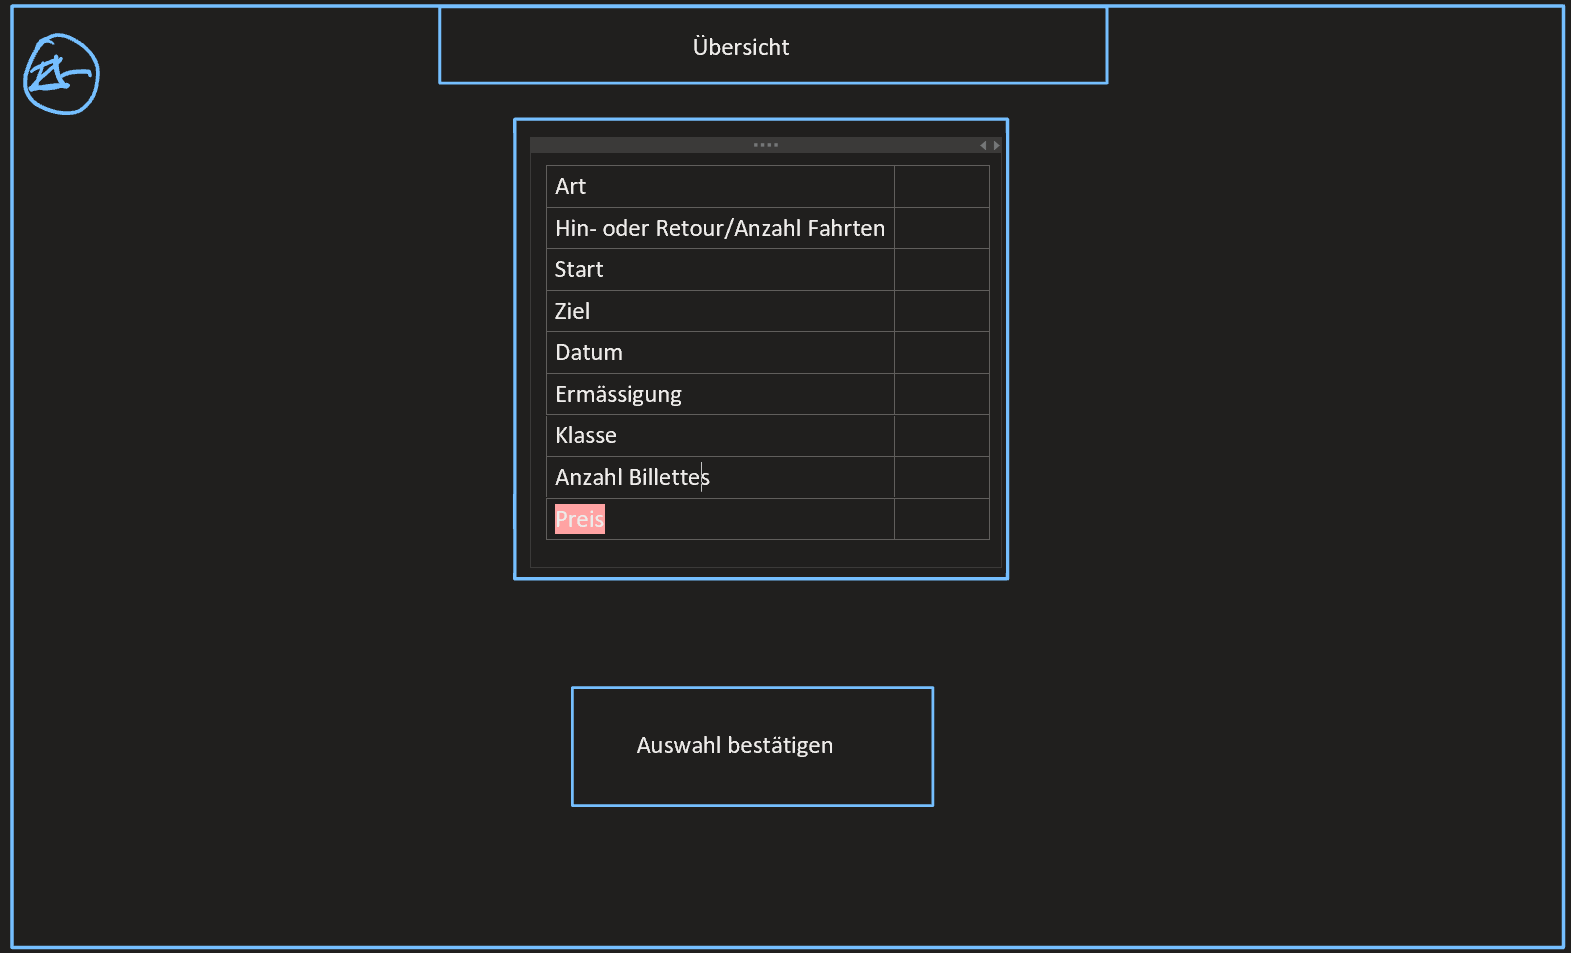 Übersicht
Art
Hin- oder Retour/Anzahl Fahrten
Start
Ziel
Datum
Ermässigung
Klasse
Anzahl Billettes
Preis
Auswahl bestätigen